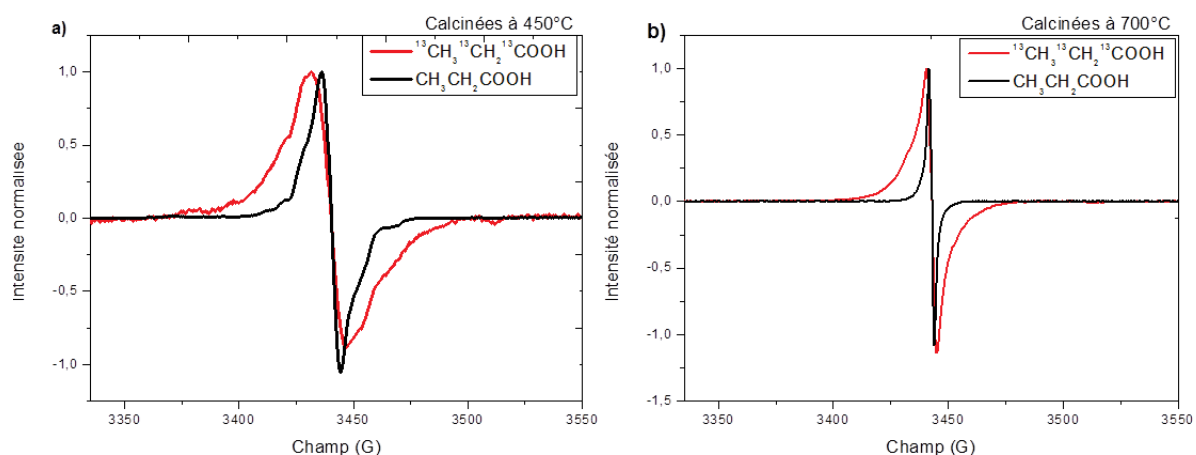 a)
Calcinées à 450°C
¹³CH₃¹³CH₂¹³COOH
CH₃CH₂COOH
1,0
0,5
0,0
-0,5
-1,0
Intensité normalisée
3350 3400 3450 3500 3550
Champ (G)
b)
Calcinées à 700°C
¹³CH₃¹³CH₂¹³COOH
CH₃CH₂COOH
1,0
0,5
0,0
-0,5
-1,0
-1,5
Intensité normalisée
3350 3400 3450 3500 3550
Champ (G)